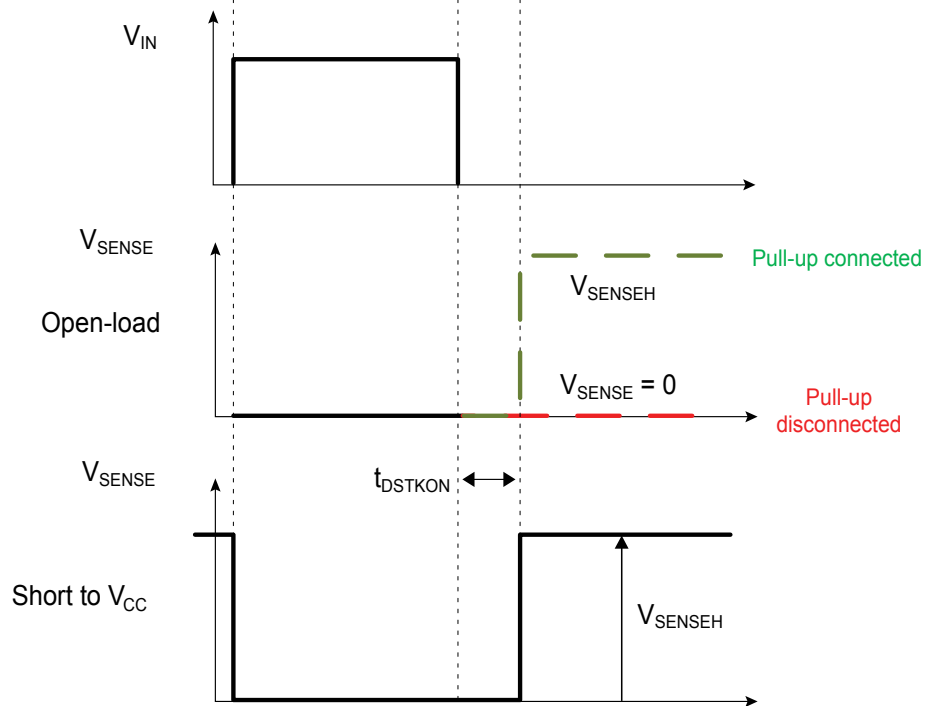 V_IN
V_SENSE
Pull-up connected
V_SENSEH
Open-load
V_SENSE = 0
Pull-up
disconnected
V_SENSE
t_DSTKON
Short to V_CC
V_SENSEH